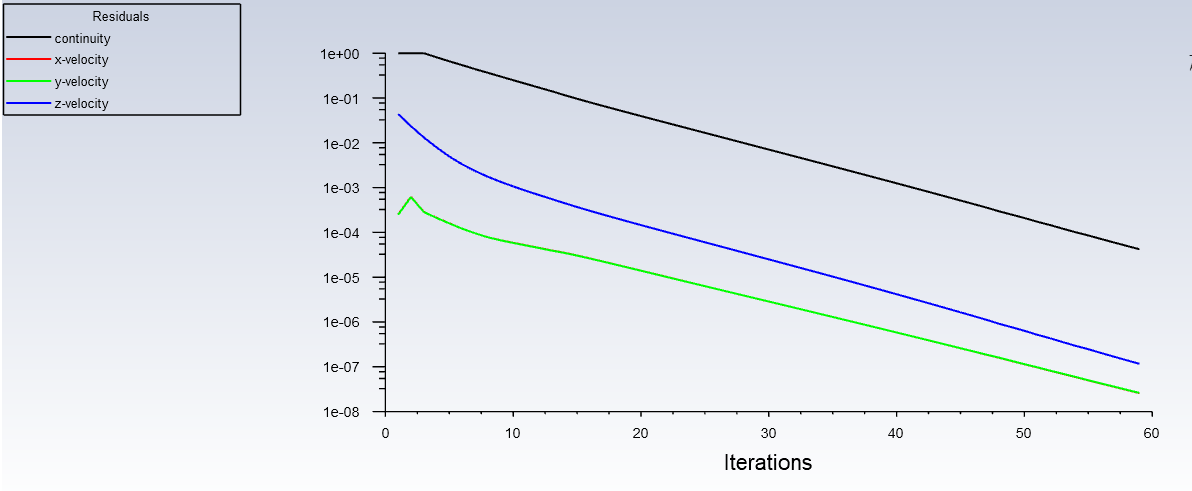 Residuals
continuity
x-velocity
y-velocity
z-velocity
1e+00
1e-01
1e-02
1e-03
1e-04
1e-05
1e-06
1e-07
1e-08
0 10 20 30 40 50 60
Iterations